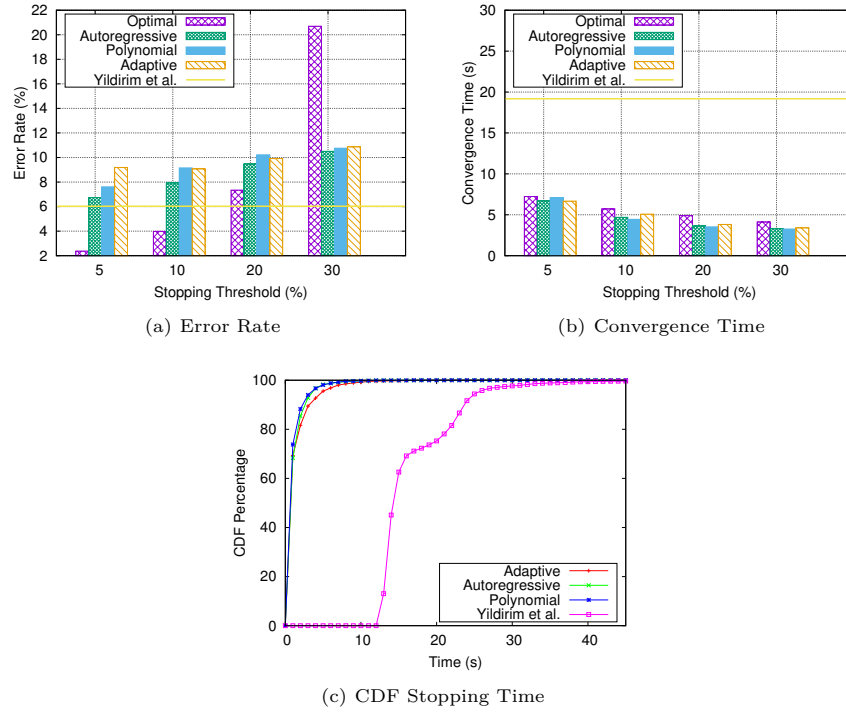 Error Rate (%)
22
20
18
16
14
12
10
8
6
4
2
Optimal
Autoregressive
Polynomial
Adaptive
Yildirim et al.
5 10 20 30
Stopping Threshold (%)
(a) Error Rate
Convergence Time (s)
30
25
20
15
10
5
0
Optimal
Autoregressive
Polynomial
Adaptive
Yildirim et al.
5 10 20 30
Stopping Threshold (%)
(b) Convergence Time
CDF Percentage
100
80
60
40
20
0
Adaptive
Autoregressive
Polynomial
Yildirim et al.
0 10 20 30 40
Time (s)
(c) CDF Stopping Time